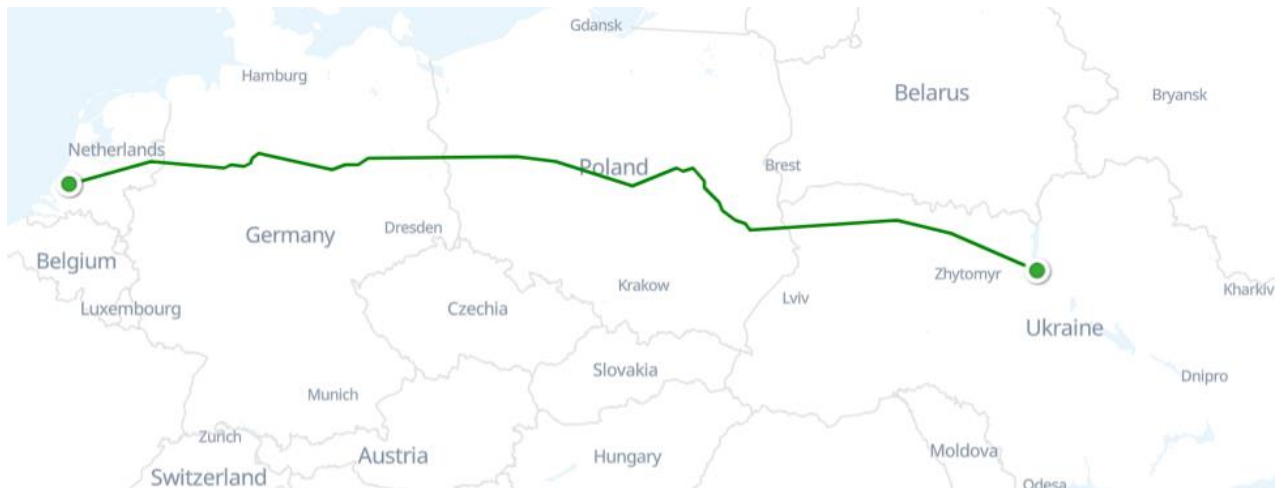 Gdansk
Hamburg
Belarus
Bryansk
Netherlands
Poland
Brest
Dresden
Germany
Belgium
Zhytomyr
Krakow
Kharkiv
Lviv
Luxembourg
Czechia
Ukraine
Slovakia
Dnipro
Munich
Zurich
Austria
Hungary
Moldova
Switzerland
Odesa